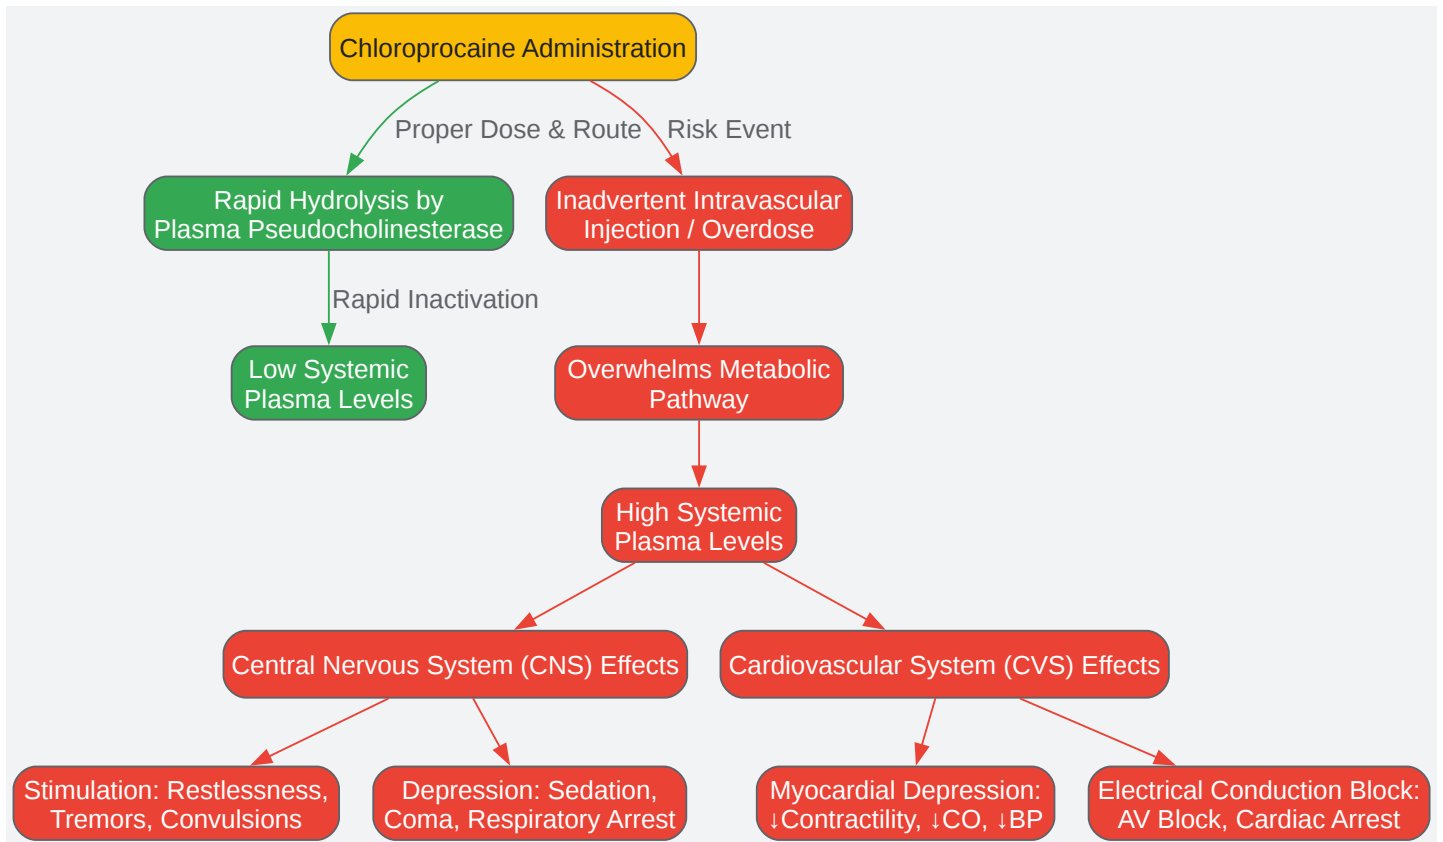 Chloroprocaine Administration
Proper Dose & Route
Risk Event
Rapid Hydrolysis by
Plasma Pseudocholinesterase
Inadvertent Intravascular
Injection / Overdose
Rapid Inactivation
Low Systemic
Plasma Levels
Overwhelms Metabolic
Pathway
High Systemic
Plasma Levels
Central Nervous System (CNS) Effects
Cardiovascular System (CVS) Effects
Stimulation: Restlessness,
Tremors, Convulsions
Depression: Sedation,
Coma, Respiratory Arrest
Myocardial Depression:
↓Contractility, ↓CO, ↓BP
Electrical Conduction Block:
AV Block, Cardiac Arrest